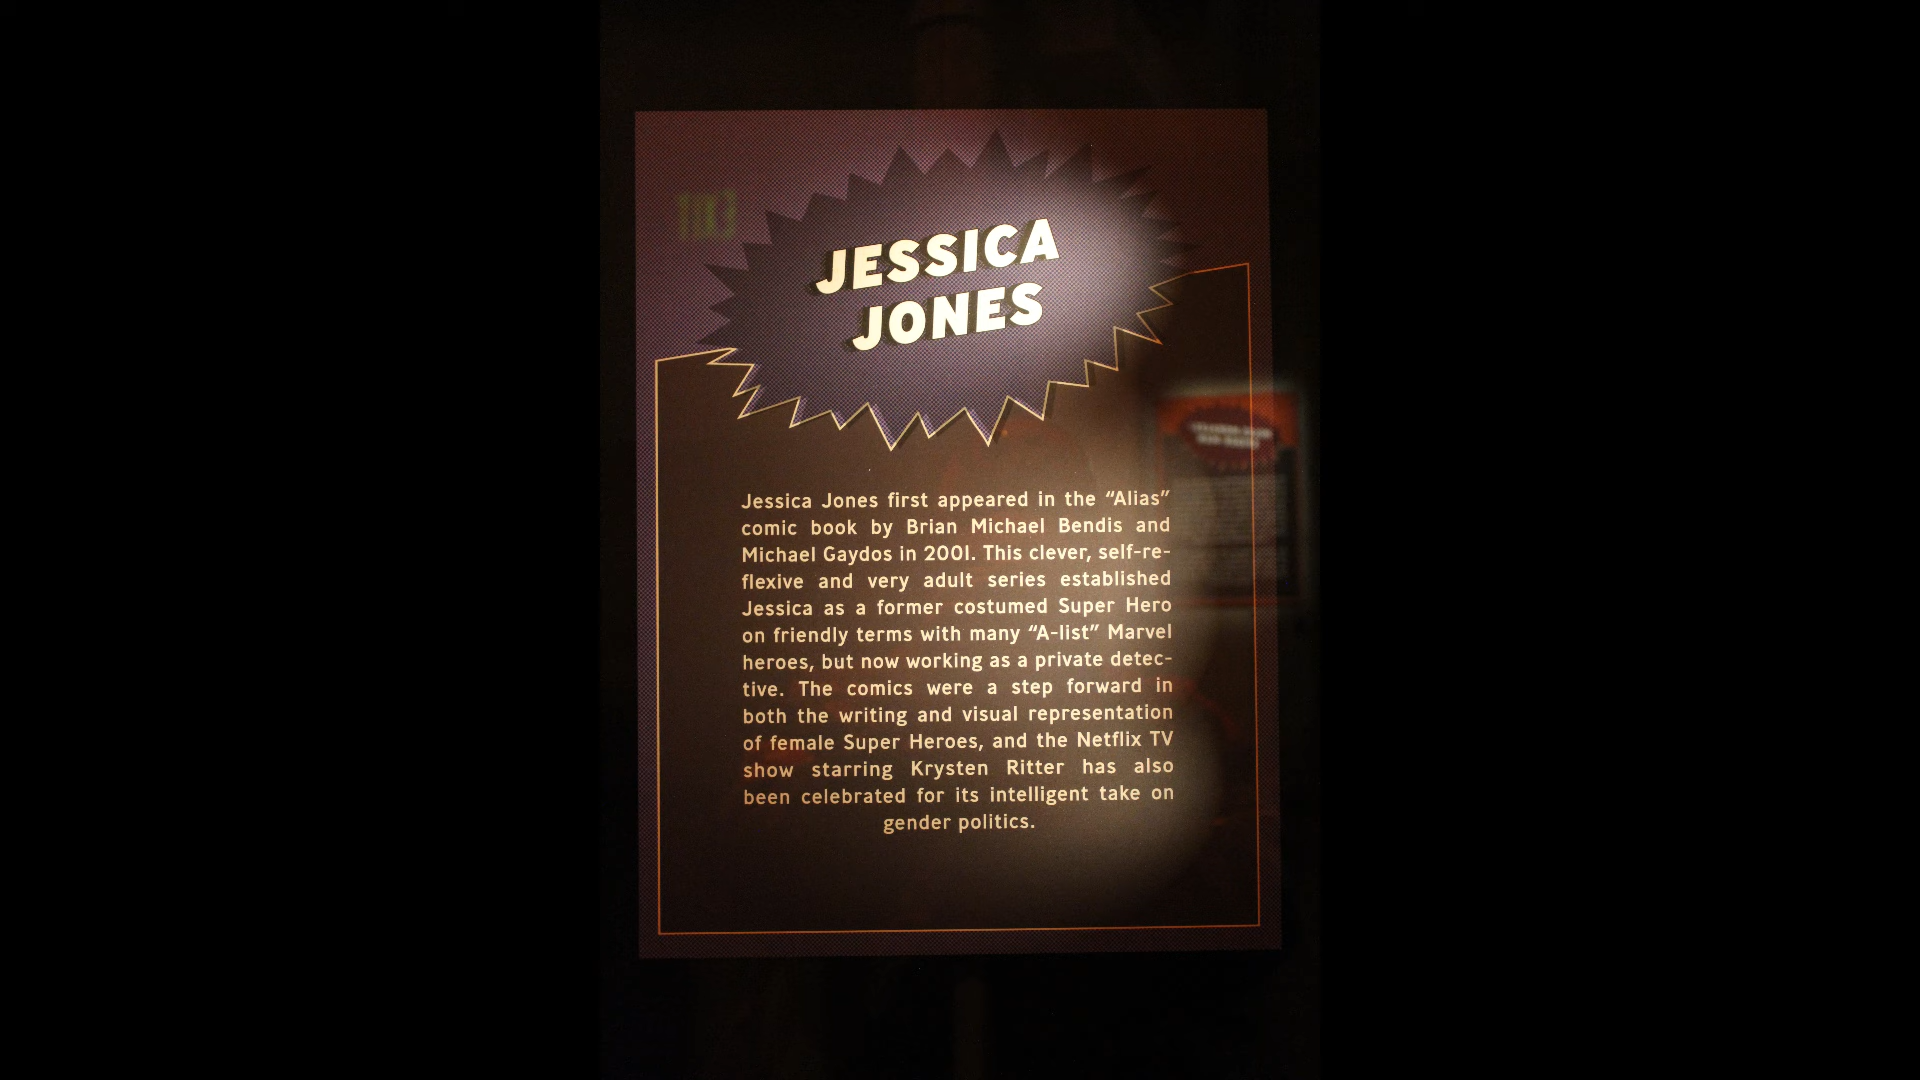 JESSICA
JONES
Jessica Jones first appeared in the “Alias”
comic book by Brian Michael Bendis and
Michael Gaydos in 2001. This clever, self-re-
flexive and very adult series established
Jessica as a former costumed Super Hero
on friendly terms with many “A-list” Marvel
heroes, but now working as a private detec-
tive. The comics were a step forward in
both the writing and visual representation
of female Super Heroes, and the Netflix TV
show starring Krysten Ritter has also
been celebrated for its intelligent take on
gender politics.